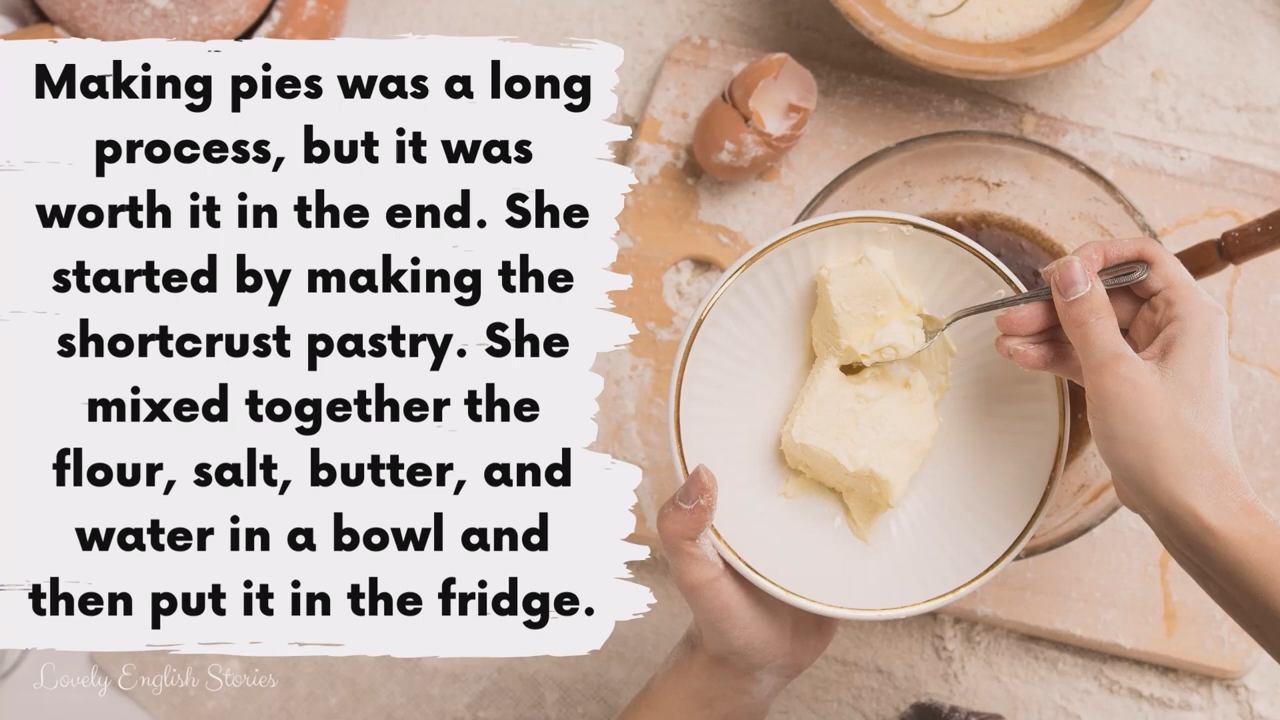 Making pies was a long
process, but it was
worth it in the end. She
started by making the
shortcrust pastry. She
mixed together the
flour, salt, butter, and
water in a bowl and
then put it in the fridge.
Lovely English Stories